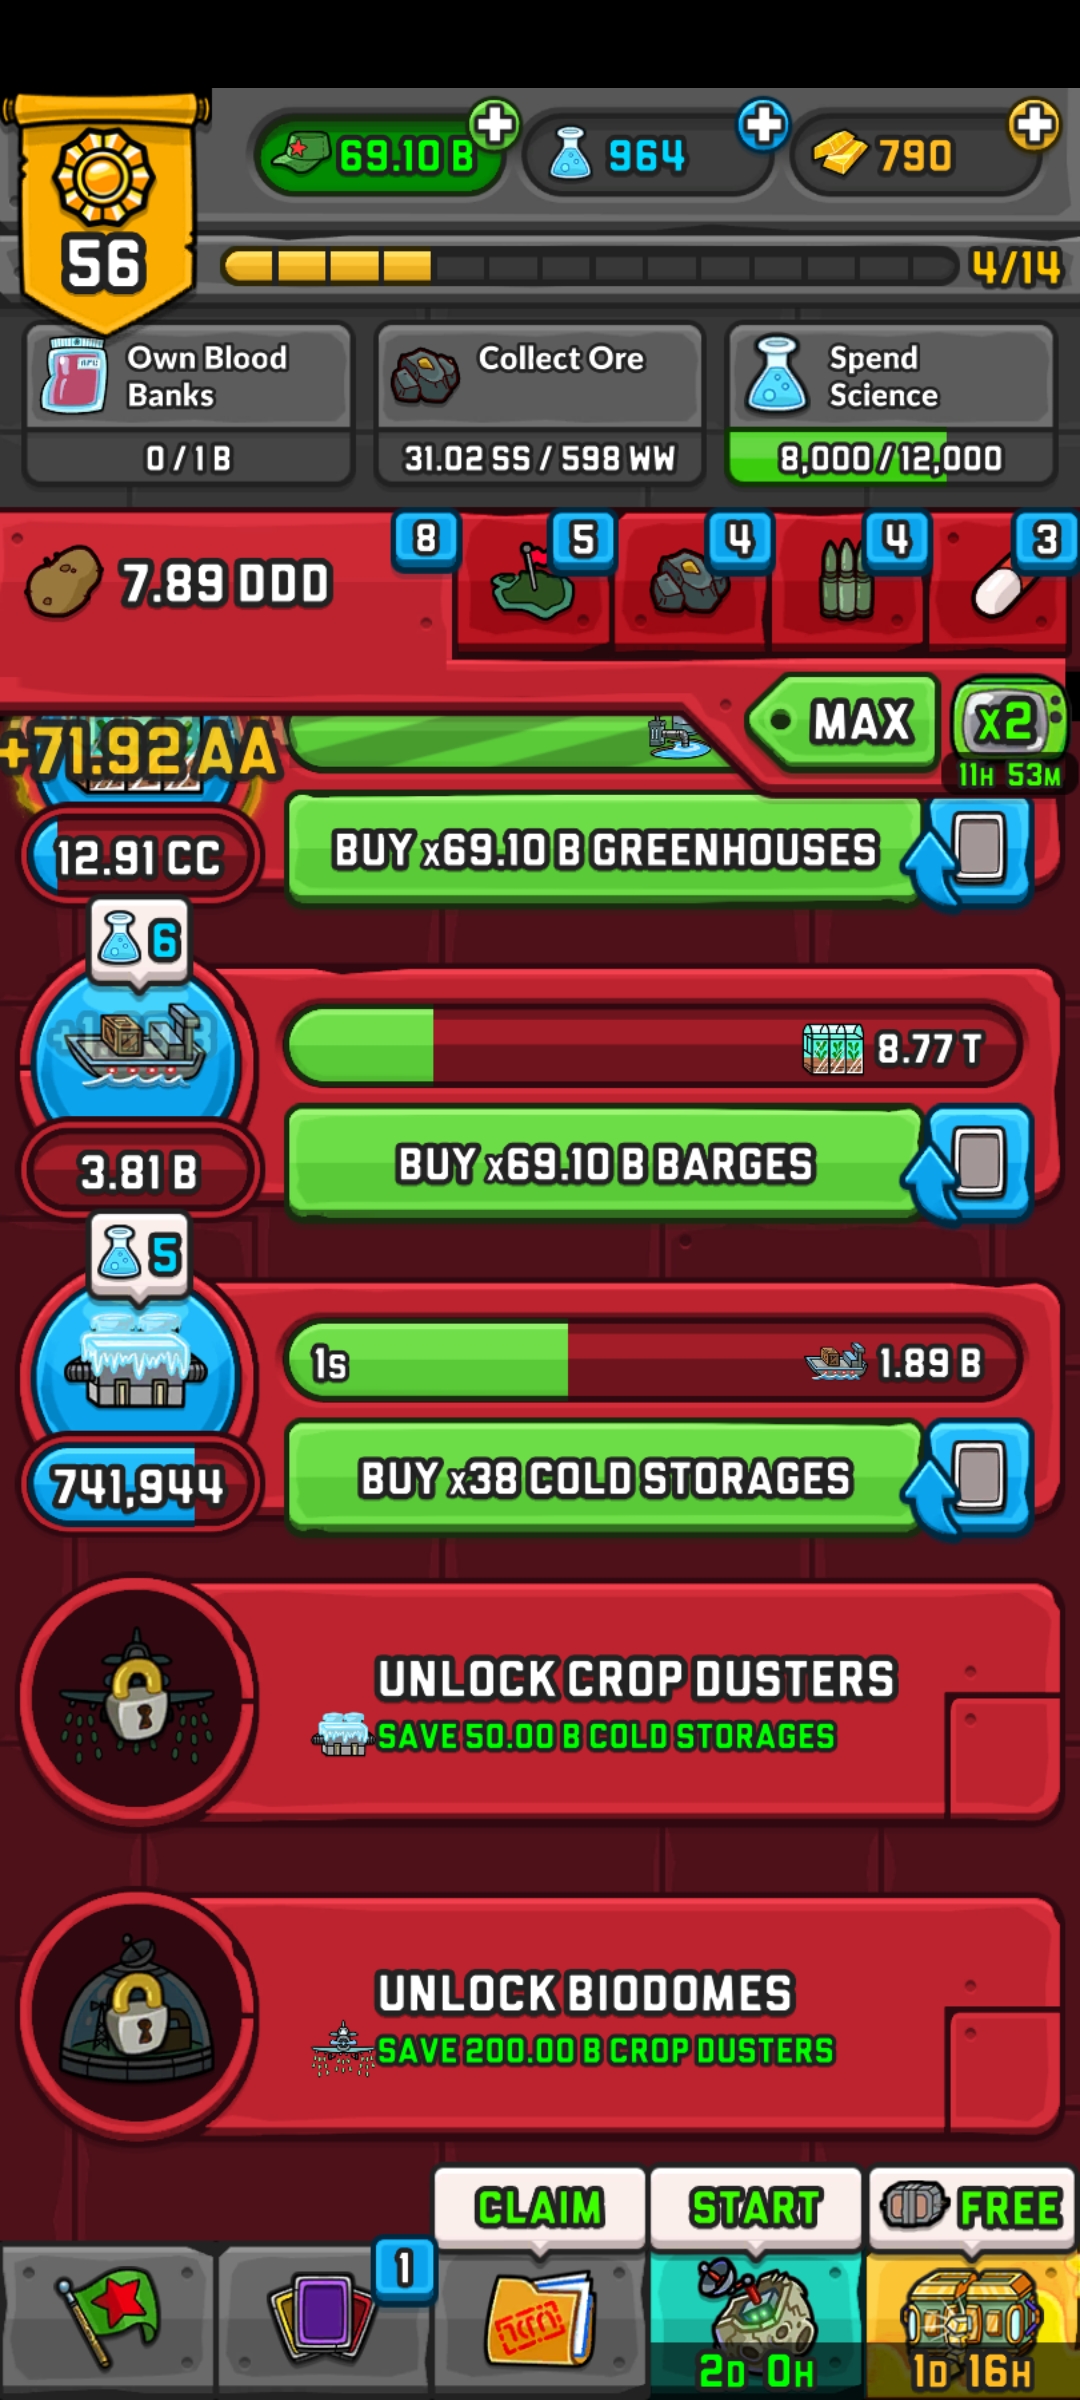 69.10 B
964
790
56
4/14
Own Blood
Banks
0 / 1 B
Collect Ore
31.02 SS / 598 WW
Spend
Science
8,000 / 12,000
7.89 DDD
8
5
4
4
3
MAX
x2
11H 53M
+71.92 AA
12.91 CC
BUY x69.10 B GREENHOUSES
6
8.77 T
3.81 B
BUY x69.10 B BARGES
5
1s
1.89 B
741,944
BUY x38 COLD STORAGES
UNLOCK CROP DUSTERS
SAVE 50.00 B COLD STORAGES
UNLOCK BIODOMES
SAVE 200.00 B CROP DUSTERS
CLAIM
START
FREE
1
2D 0H
1D 16H